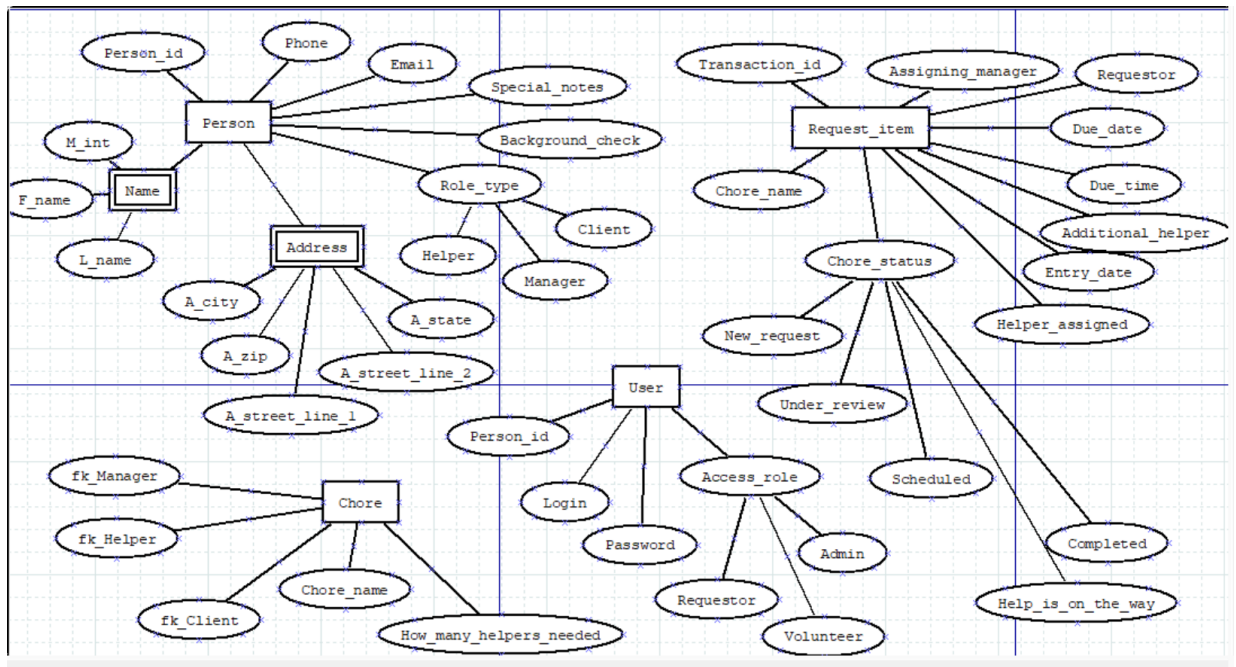 Person_id
Phone
Email
Special_notes
Background_check
Person
M_int
Name
F_name
L_name
Role_type
Helper
Manager
Client
Address
A_city
A_zip
A_street_line_1
A_street_line_2
A_state
Transaction_id
Assigning_manager
Requestor
Request_item
Due_date
Due_time
Chore_name
Additional_helper
Entry_date
Helper_assigned
Chore_status
New_request
Under_review
Scheduled
Completed
Help_is_on_the_way
User
Person_id
Login
Password
Access_role
Requestor
Volunteer
Admin
fk_Manager
Chore
fk_Helper
fk_Client
Chore_name
How_many_helpers_needed